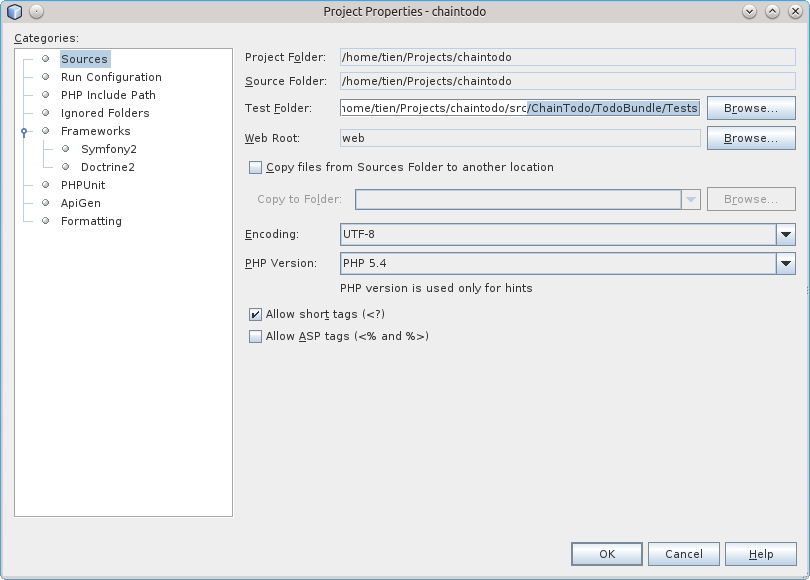 Project Properties - chaintodo
Categories:
Sources
Run Configuration
PHP Include Path
Ignored Folders
Frameworks
Symfony2
Doctrine2
PHPUnit
ApiGen
Formatting
Project Folder: /home/tien/Projects/chaintodo
Source Folder: /home/tien/Projects/chaintodo
Test Folder: home/tien/Projects/chaintodo/src/ChainTodo/TodoBundle/Tests Browse...
Web Root: web Browse...
Copy files from Sources Folder to another location
Copy to Folder: Browse...
Encoding: UTF-8
PHP Version: PHP 5.4
PHP version is used only for hints
Allow short tags (<?)
Allow ASP tags (<% and %>)
OK Cancel Help